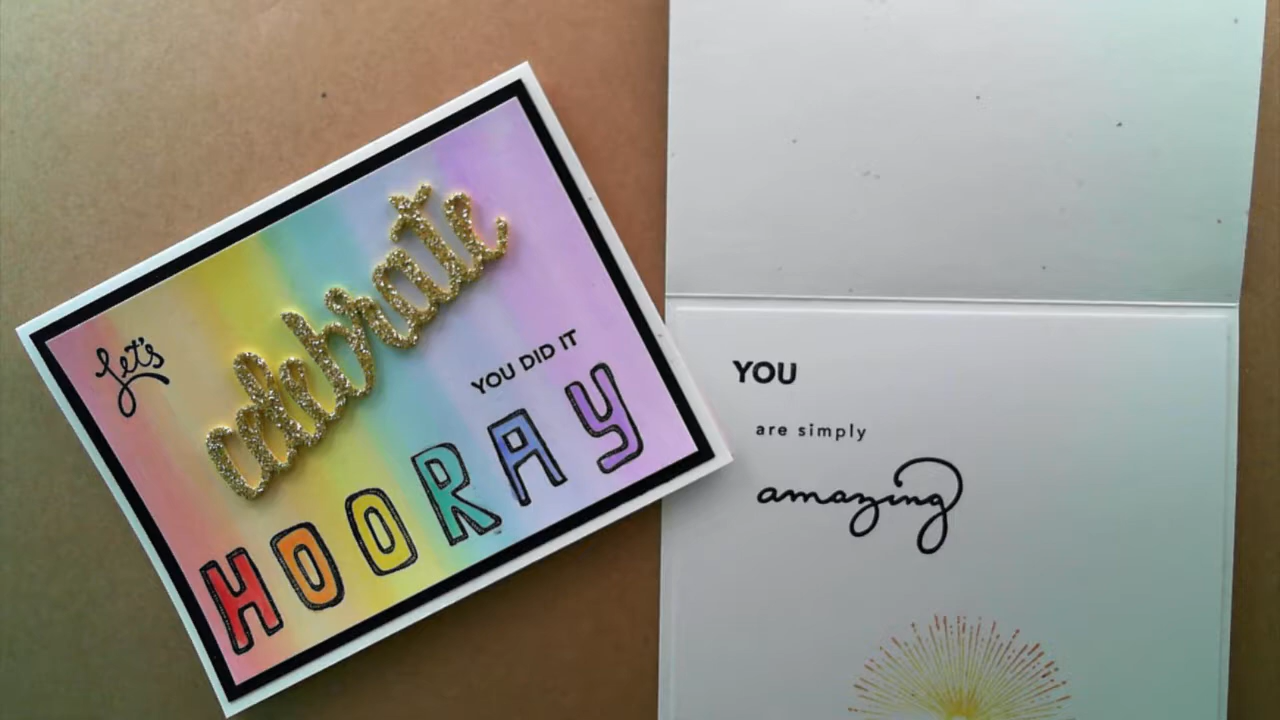 Let's
celebrate
YOU DID IT
HOORAY
YOU
are simply
amazing